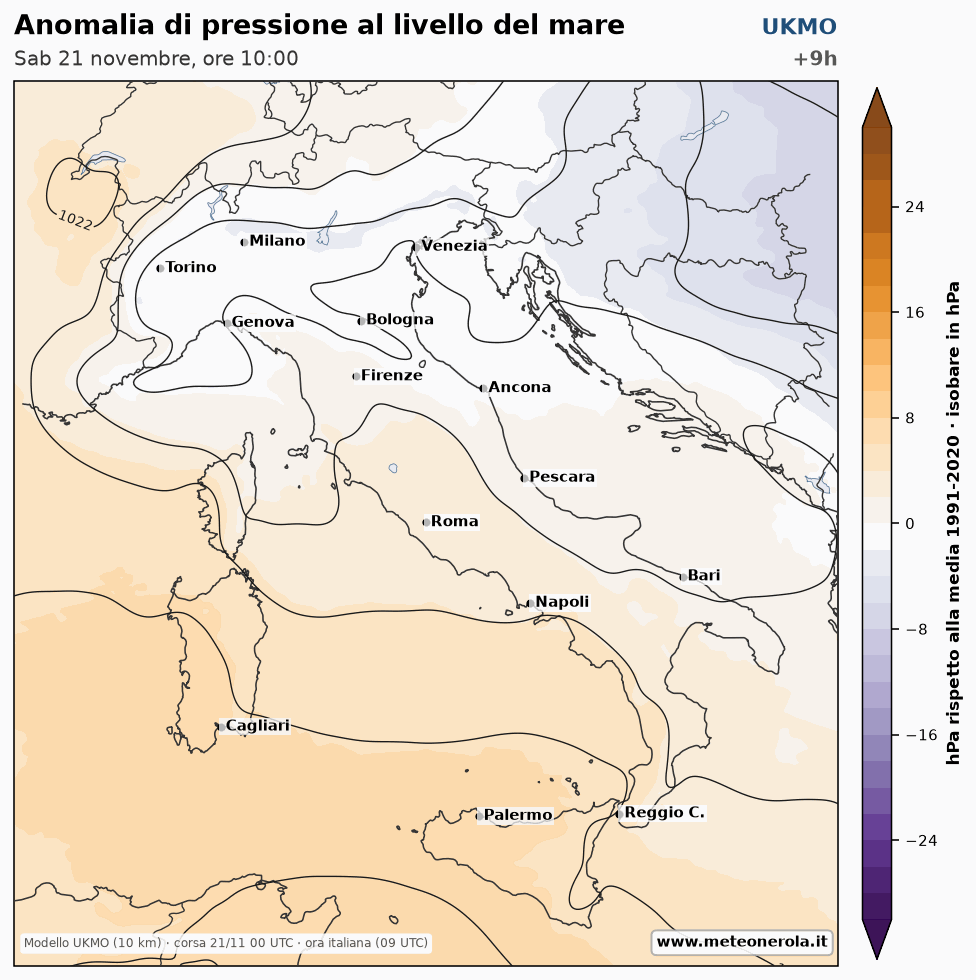 Anomalia di pressione al livello del mare
UKMO
Sab 21 novembre, ore 10:00
+9h
1022
Milano
Venezia
Torino
Genova
Bologna
Firenze
Ancona
Pescara
Roma
Bari
Napoli
Cagliari
Palermo
Reggio C.
24
16
8
0
−8
−16
−24
hPa rispetto alla media 1991-2020 · isobare in hPa
Modello UKMO (10 km) · corsa 21/11 00 UTC · ora italiana (09 UTC)
www.meteonerola.it